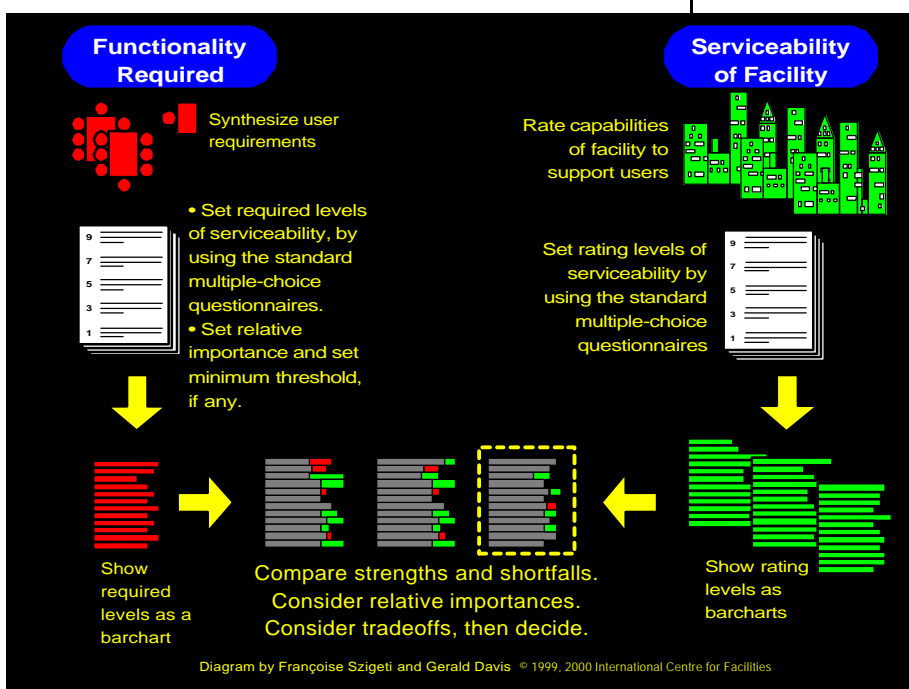 Functionality
Required
Serviceability
of Facility
Synthesize user
requirements
Rate capabilities
of facility to
support users
• Set required levels
of serviceability, by
using the standard
multiple-choice
questionnaires.
• Set relative
importance and set
minimum threshold,
if any.
9
7
5
3
1
Set rating levels of
serviceability by
using the standard
multiple-choice
questionnaires
9
7
5
3
1
Show
required
levels as a
barchart
Compare strengths and shortfalls.
Consider relative importances.
Consider tradeoffs, then decide.
Show rating
levels as
barcharts
Diagram by Françoise Szigeti and Gerald Davis © 1999, 2000 International Centre for Facilities